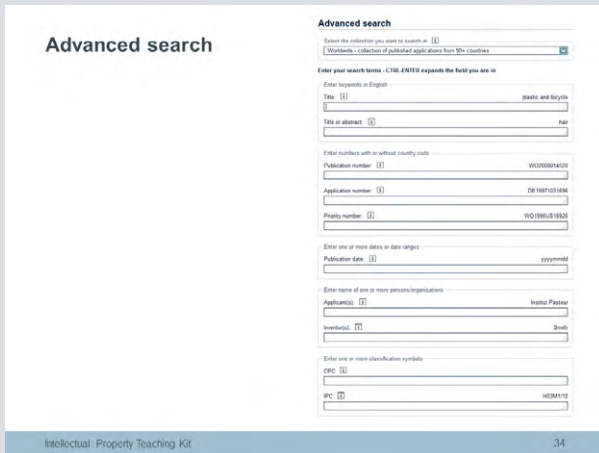 Advanced search
Advanced search
Select the collection you want to search in
Worldwide - collection of published applications from 90+ countries
Enter your search terms - CTRL-ENTER expands the field you are in
Enter keywords in English
Title: plastic and bicycle
Title or abstract: hair
Enter numbers with or without country code
Publication number: WO2008014520
Application number: DE19971031696
Priority number: WO1995US15925
Enter one or more dates or date ranges
Publication date: yyyymmdd
Enter name of one or more persons/organisations
Applicant(s): Institut Pasteur
Inventor(s): Smith
Enter one or more classification symbols
CPC
IPC H03M1/12
Intellectual Property Teaching Kit 34